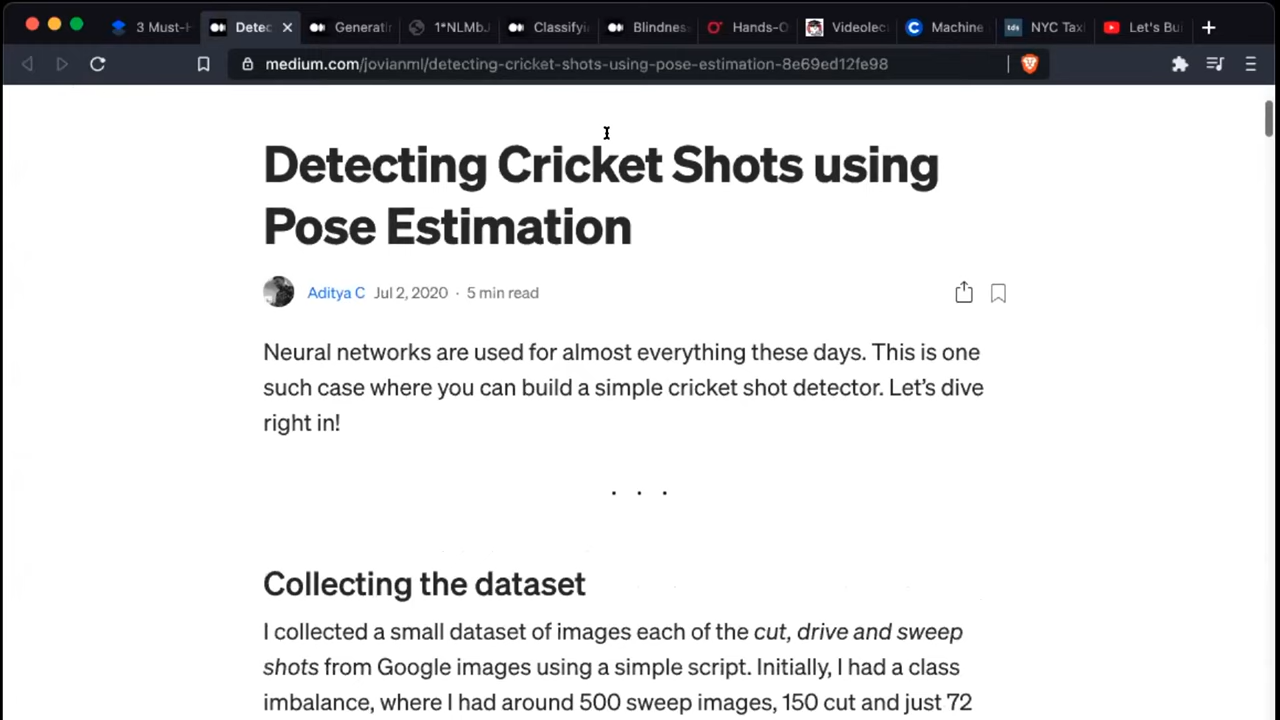 3 Must-H
Detec
Generatin
1*NLMbJ
Classifyi
Blindness
Hands-O
Videolec
Machine
tds
NYC Taxi
Let's Bui
medium.com/jovianml/detecting-cricket-shots-using-pose-estimation-8e69ed12fe98
Detecting Cricket Shots using
Pose Estimation
Aditya C Jul 2, 2020 · 5 min read
Neural networks are used for almost everything these days. This is one
such case where you can build a simple cricket shot detector. Let’s dive
right in!
. . .
Collecting the dataset
I collected a small dataset of images each of the cut, drive and sweep
shots from Google images using a simple script. Initially, I had a class
imbalance, where I had around 500 sweep images, 150 cut and just 72